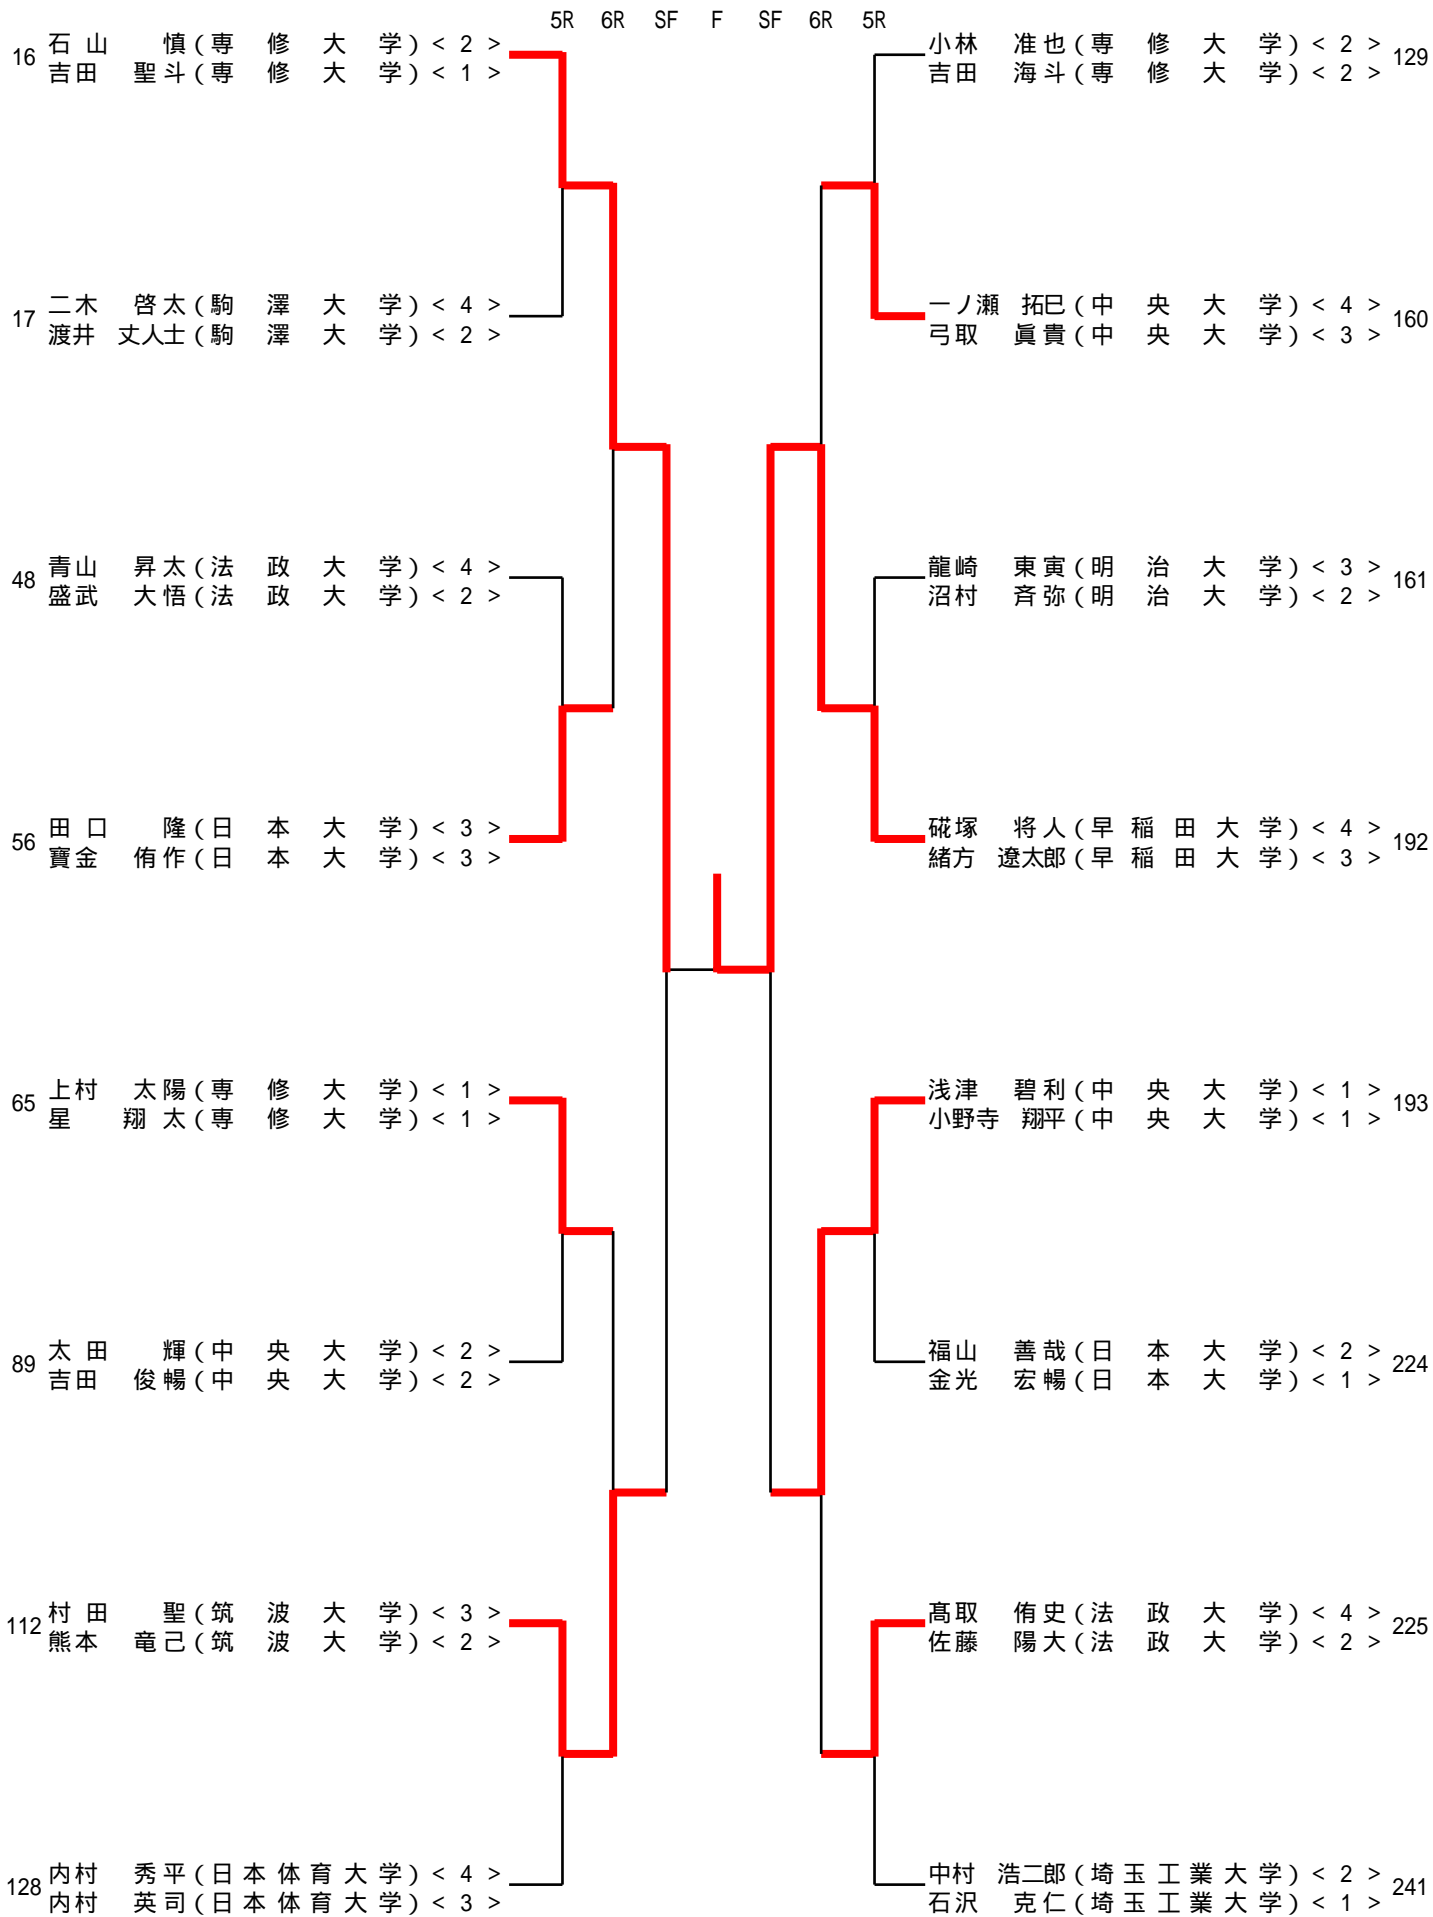 5R 6R SF F SF 6R 5R
16
石山 慎(専修大学)<2>
吉田 聖斗(専修大学)<1>
17
二木 啓太(駒澤大学)<4>
渡井 丈人士(駒澤大学)<2>
48
青山 昇太(法政大学)<4>
盛武 大悟(法政大学)<2>
56
田口 隆(日本大学)<3>
寶金 侑作(日本大学)<3>
65
上村 太陽(専修大学)<1>
星 翔太(専修大学)<1>
89
太田 輝(中央大学)<2>
吉田 俊暢(中央大学)<2>
112
村田 聖(筑波大学)<3>
熊本 竜己(筑波大学)<2>
128
内村 秀平(日本体育大学)<4>
内村 英司(日本体育大学)<3>
小林 准也(専修大学)<2>
吉田 海斗(専修大学)<2>
129
一ノ瀬 拓巳(中央大学)<4>
弓取 眞貴(中央大学)<3>
160
龍崎 東寅(明治大学)<3>
沼村 斉弥(明治大学)<2>
161
硴塚 将人(早稲田大学)<4>
緒方 遼太郎(早稲田大学)<3>
192
浅津 碧利(中央大学)<1>
小野寺 翔平(中央大学)<1>
193
福山 善哉(日本大学)<2>
金光 宏暢(日本大学)<1>
224
髙取 侑史(法政大学)<4>
佐藤 陽大(法政大学)<2>
225
中村 浩二郎(埼玉工業大学)<2>
石沢 克仁(埼玉工業大学)<1>
241